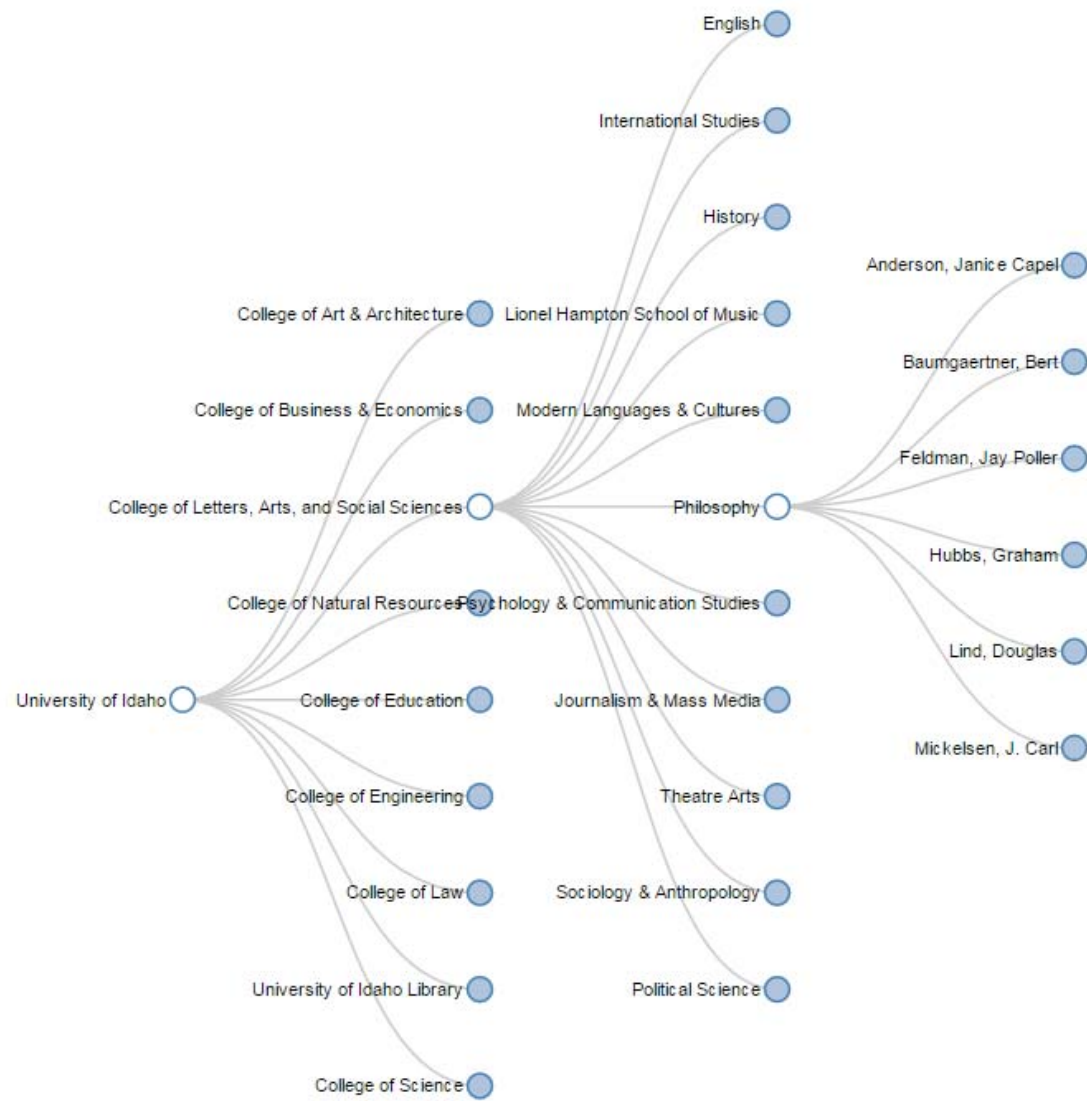 University of Idaho
College of Art & Architecture
College of Business & Economics
College of Letters, Arts, and Social Sciences
College of Natural Resources
College of Education
College of Engineering
College of Law
University of Idaho Library
College of Science
English
International Studies
History
Lionel Hampton School of Music
Modern Languages & Cultures
Philosophy
Psychology & Communication Studies
Journalism & Mass Media
Theatre Arts
Sociology & Anthropology
Political Science
Anderson, Janice Capel
Baumgaertner, Bert
Feldman, Jay Poller
Hubbs, Graham
Lind, Douglas
Mickelsen, J. Carl